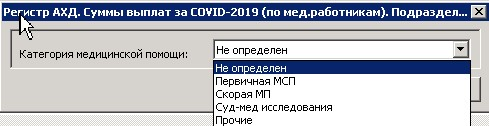 Регистр АХД. Суммы выплат за COVID-2019 (по мед.работникам). Подраздел...
Категория медицинской помощи:
Не определен
Не определен
Первичная МСП
Скорая МП
Суд-мед исследования
Прочие